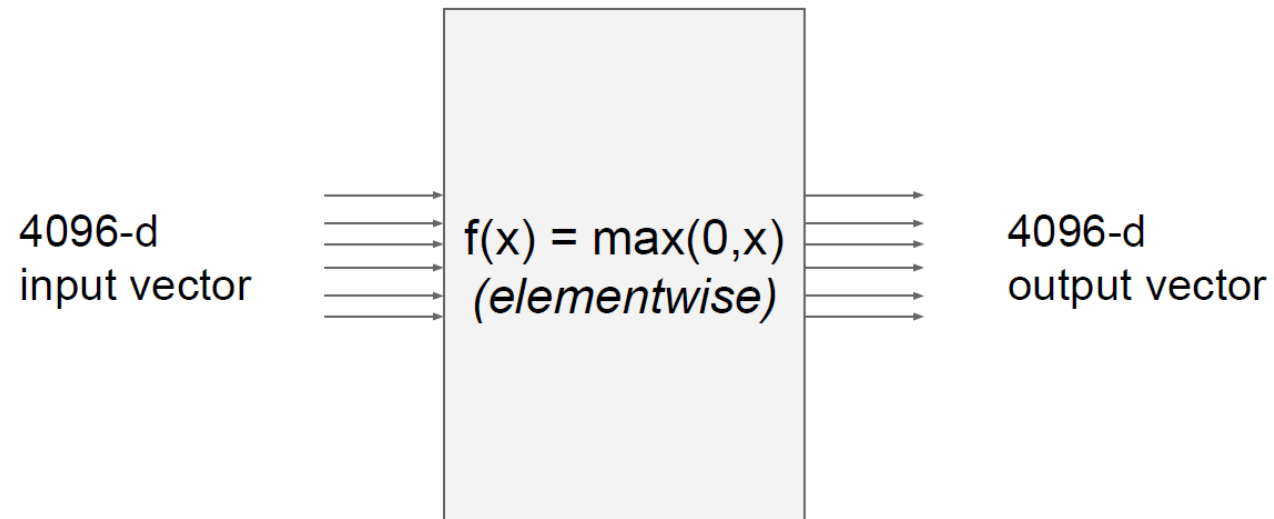 4096-d
input vector
f(x) = max(0,x)
(elementwise)
4096-d
output vector